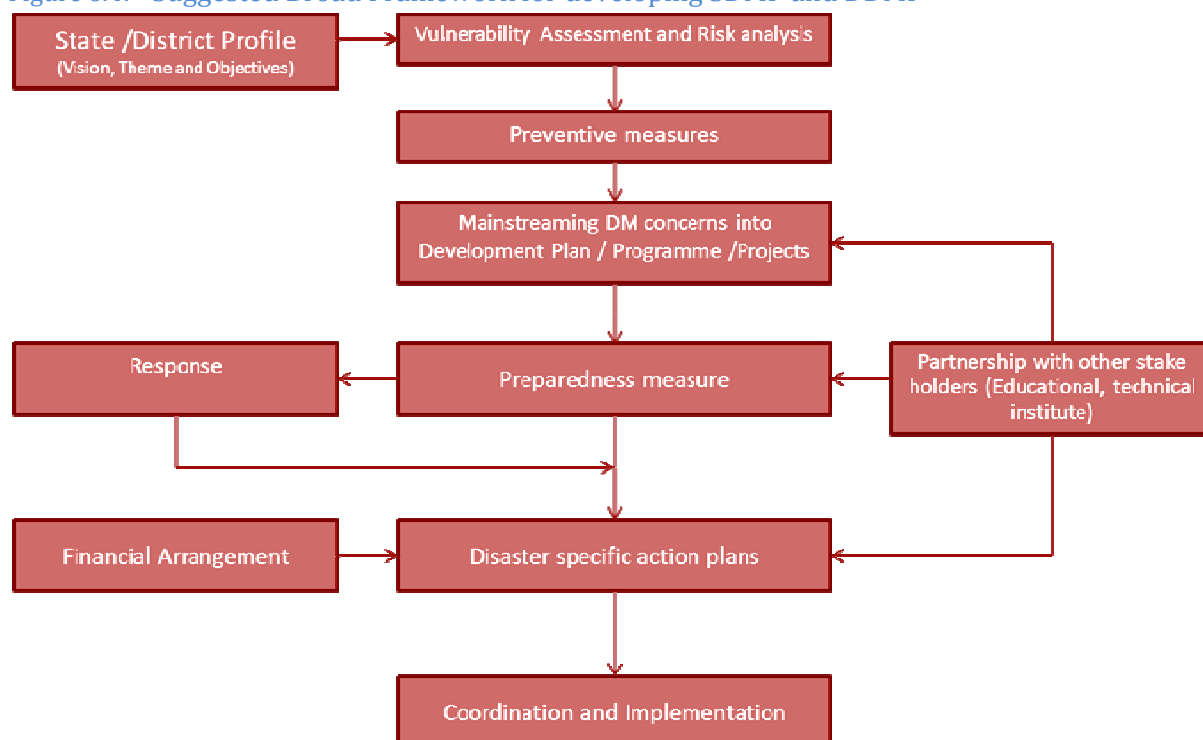 State /District Profile
(Vision, Theme and Objectives)
Vulnerability Assessment and Risk analysis
Preventive measures
Mainstreaming DM concerns into
Development Plan / Programme /Projects
Response
Preparedness measure
Partnership with other stake
holders (Educational, technical
institute)
Financial Arrangement
Disaster specific action plans
Coordination and Implementation